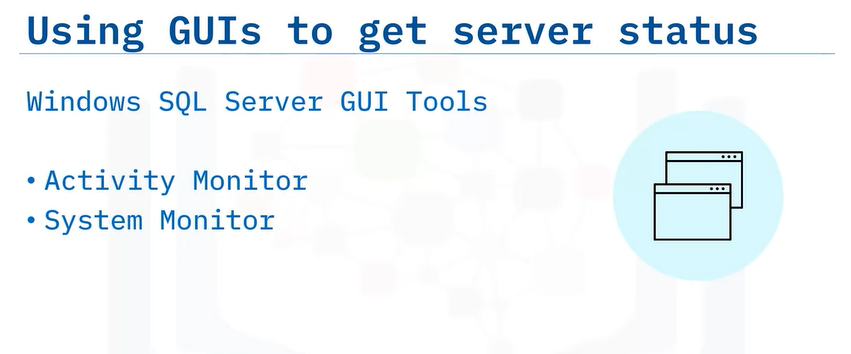 Using GUIs to get server status
Windows SQL Server GUI Tools
• Activity Monitor
• System Monitor